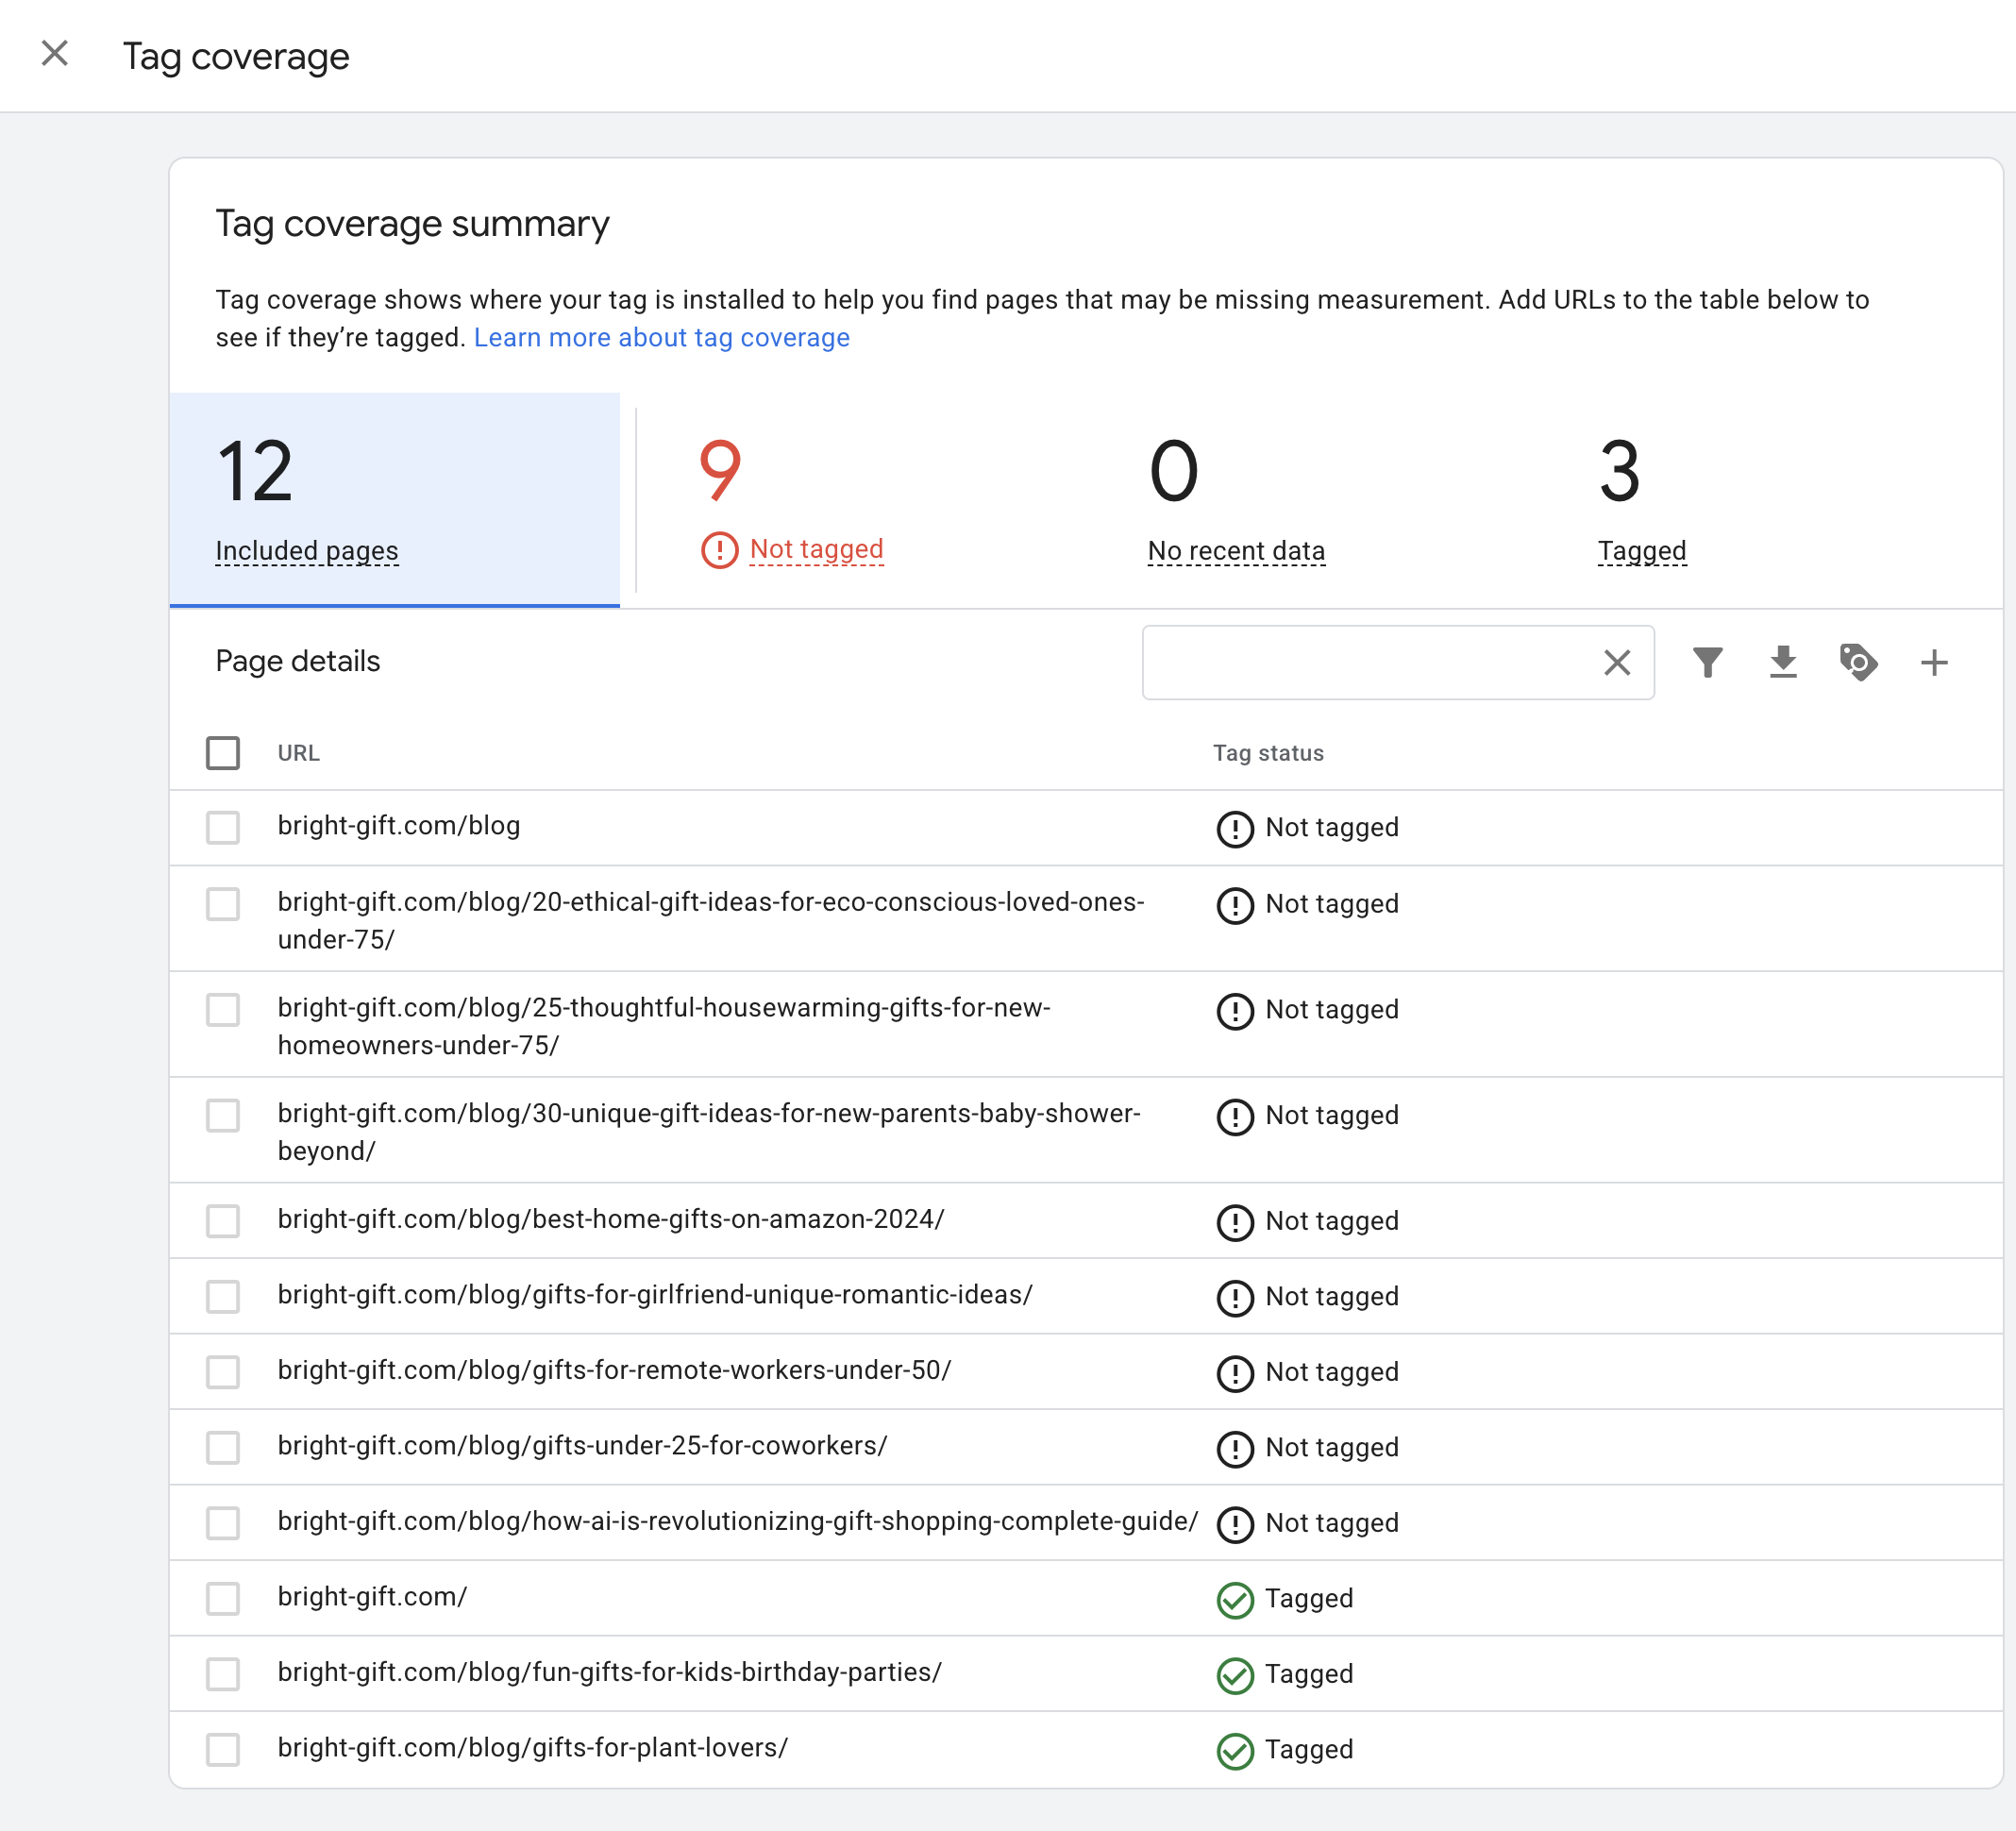 Tag coverage
Tag coverage summary
Tag coverage shows where your tag is installed to help you find pages that may be missing measurement. Add URLs to the table below to
see if they’re tagged. Learn more about tag coverage
12
Included pages
9
Not tagged
0
No recent data
3
Tagged
Page details
URL Tag status
bright-gift.com/blog Not tagged
bright-gift.com/blog/20-ethical-gift-ideas-for-eco-conscious-loved-ones- Not tagged
under-75/
bright-gift.com/blog/25-thoughtful-housewarming-gifts-for-new- Not tagged
homeowners-under-75/
bright-gift.com/blog/30-unique-gift-ideas-for-new-parents-baby-shower- Not tagged
beyond/
bright-gift.com/blog/best-home-gifts-on-amazon-2024/ Not tagged
bright-gift.com/blog/gifts-for-girlfriend-unique-romantic-ideas/ Not tagged
bright-gift.com/blog/gifts-for-remote-workers-under-50/ Not tagged
bright-gift.com/blog/gifts-under-25-for-coworkers/ Not tagged
bright-gift.com/blog/how-ai-is-revolutionizing-gift-shopping-complete-guide/ Not tagged
bright-gift.com/ Tagged
bright-gift.com/blog/fun-gifts-for-kids-birthday-parties/ Tagged
bright-gift.com/blog/gifts-for-plant-lovers/ Tagged